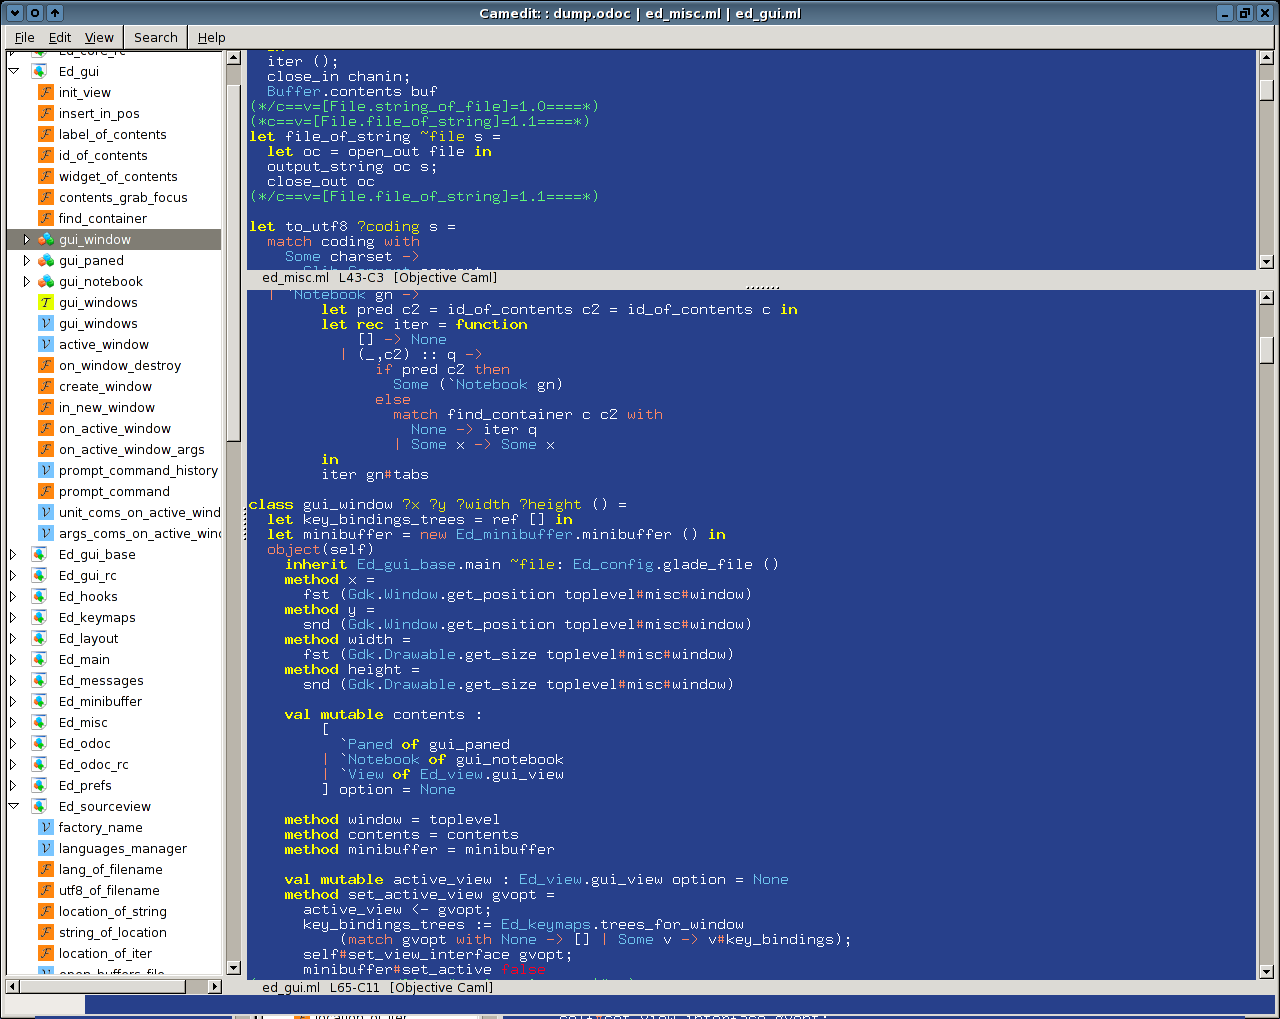 Camedit: : dump.odoc | ed_misc.ml | ed_gui.ml
File Edit View Search Help
Ed_core_rc
Ed_gui
init_view
insert_in_pos
label_of_contents
id_of_contents
widget_of_contents
contents_grab_focus
find_container
gui_window
gui_paned
gui_notebook
T gui_windows
V gui_windows
V active_window
on_window_destroy
create_window
in_new_window
on_active_window
on_active_window_args
V prompt_command_history
prompt_command
V unit_coms_on_active_wind
V args_coms_on_active_wind
Ed_gui_base
Ed_gui_rc
Ed_hooks
Ed_keymaps
Ed_layout
Ed_main
Ed_messages
Ed_minibuffer
Ed_misc
Ed_odoc
Ed_odoc_rc
Ed_prefs
Ed_sourceview
V factory_name
V languages_manager
lang_of_filename
utf8_of_filename
location_of_string
string_of_location
location_of_iter
open_buffers_file
in
iter ();
close_in chanin;
Buffer.contents buf
(*/c==v=[File.string_of_file]=1.0====*)
(*c==v=[File.file_of_string]=1.1====*)
let file_of_string ~file s =
let oc = open_out file in
output_string oc s;
close_out oc
(*/c==v=[File.file_of_string]=1.1====*)
let to_utf8 ?coding s =
match coding with
Some charset ->
ed_misc.ml L43-C3 [Objective Caml]
| `Notebook gn ->
let pred c2 = id_of_contents c2 = id_of_contents c in
let rec iter = function
[] -> None
| (_,c2) :: q ->
if pred c2 then
Some (`Notebook gn)
else
match find_container c c2 with
None -> iter q
| Some x -> Some x
in
iter gn#tabs
class gui_window ?x ?y ?width ?height () =
let key_bindings_trees = ref [] in
let minibuffer = new Ed_minibuffer.minibuffer () in
object(self)
inherit Ed_gui_base.main ~file: Ed_config.glade_file ()
method x =
fst (Gdk.Window.get_position toplevel#misc#window)
method y =
snd (Gdk.Window.get_position toplevel#misc#window)
method width =
fst (Gdk.Drawable.get_size toplevel#misc#window)
method height =
snd (Gdk.Drawable.get_size toplevel#misc#window)
val mutable contents :
[
`Paned of gui_paned
| `Notebook of gui_notebook
| `View of Ed_view.gui_view
] option = None
method window = toplevel
method contents = contents
method minibuffer = minibuffer
val mutable active_view : Ed_view.gui_view option = None
method set_active_view gvopt =
active_view <- gvopt;
key_bindings_trees := Ed_keymaps.trees_for_window
(match gvopt with None -> [] | Some v -> v#key_bindings);
self#set_view_interface gvopt;
minibuffer#set_active false
ed_gui.ml L65-C11 [Objective Caml]